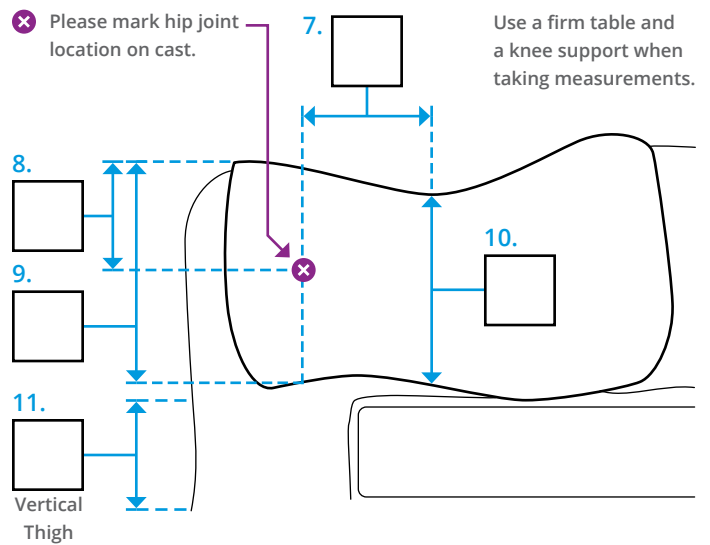 Please mark hip joint
location on cast.
7.
Use a firm table and
a knee support when
taking measurements.
8.
9.
10.
11.
Vertical
Thigh